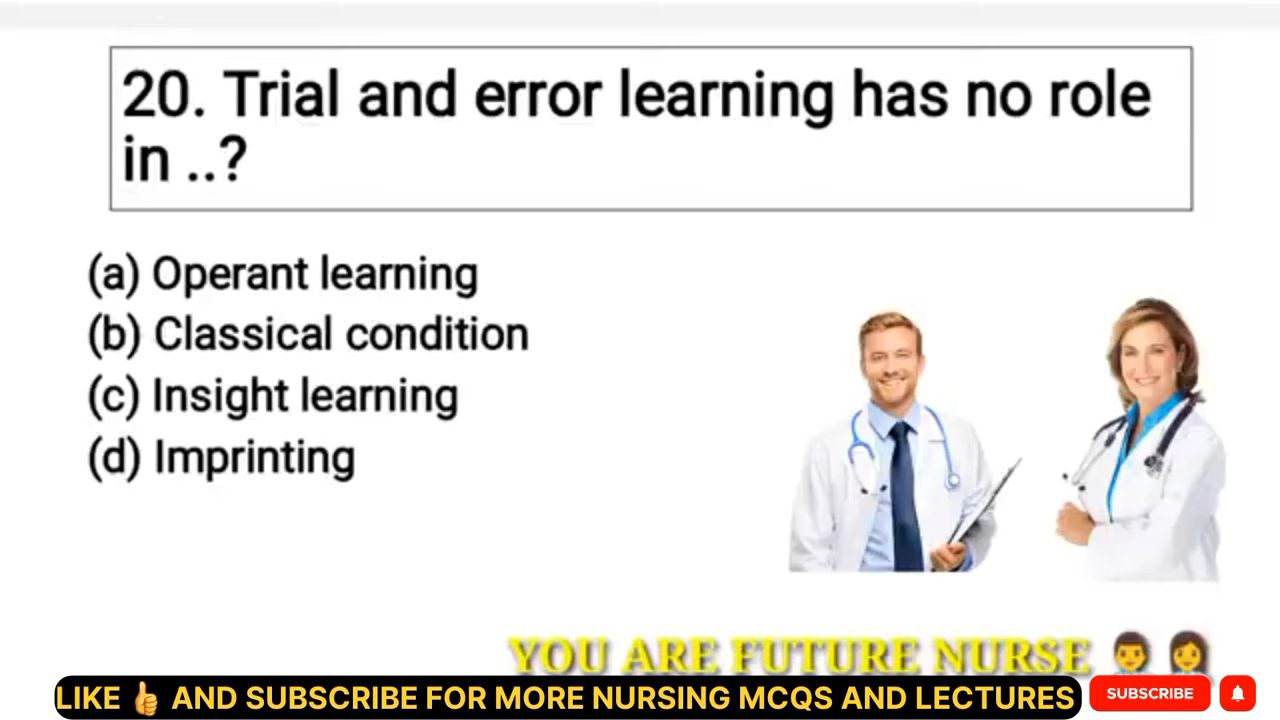 20. Trial and error learning has no role
in ..?
(a) Operant learning
(b) Classical condition
(c) Insight learning
(d) Imprinting
YOU ARE FUTURE NURSE 👨‍⚕️ 👩‍⚕️
LIKE 👍 AND SUBSCRIBE FOR MORE NURSING MCQS AND LECTURES
SUBSCRIBE